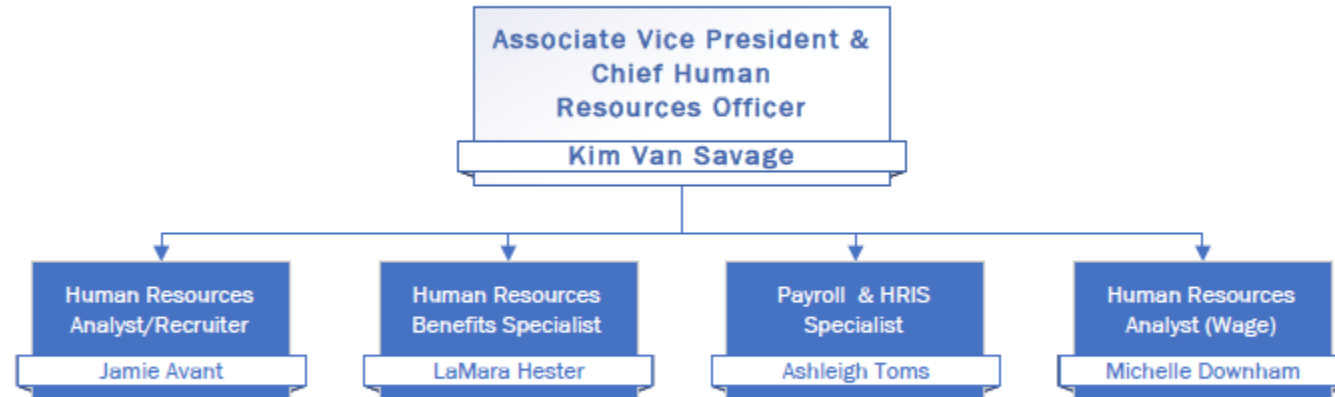 Associate Vice President &
Chief Human
Resources Officer
Kim Van Savage
Human Resources
Analyst/Recruiter
Jamie Avant
Human Resources
Benefits Specialist
LaMara Hester
Payroll & HRIS
Specialist
Ashleigh Toms
Human Resources
Analyst (Wage)
Michelle Downham